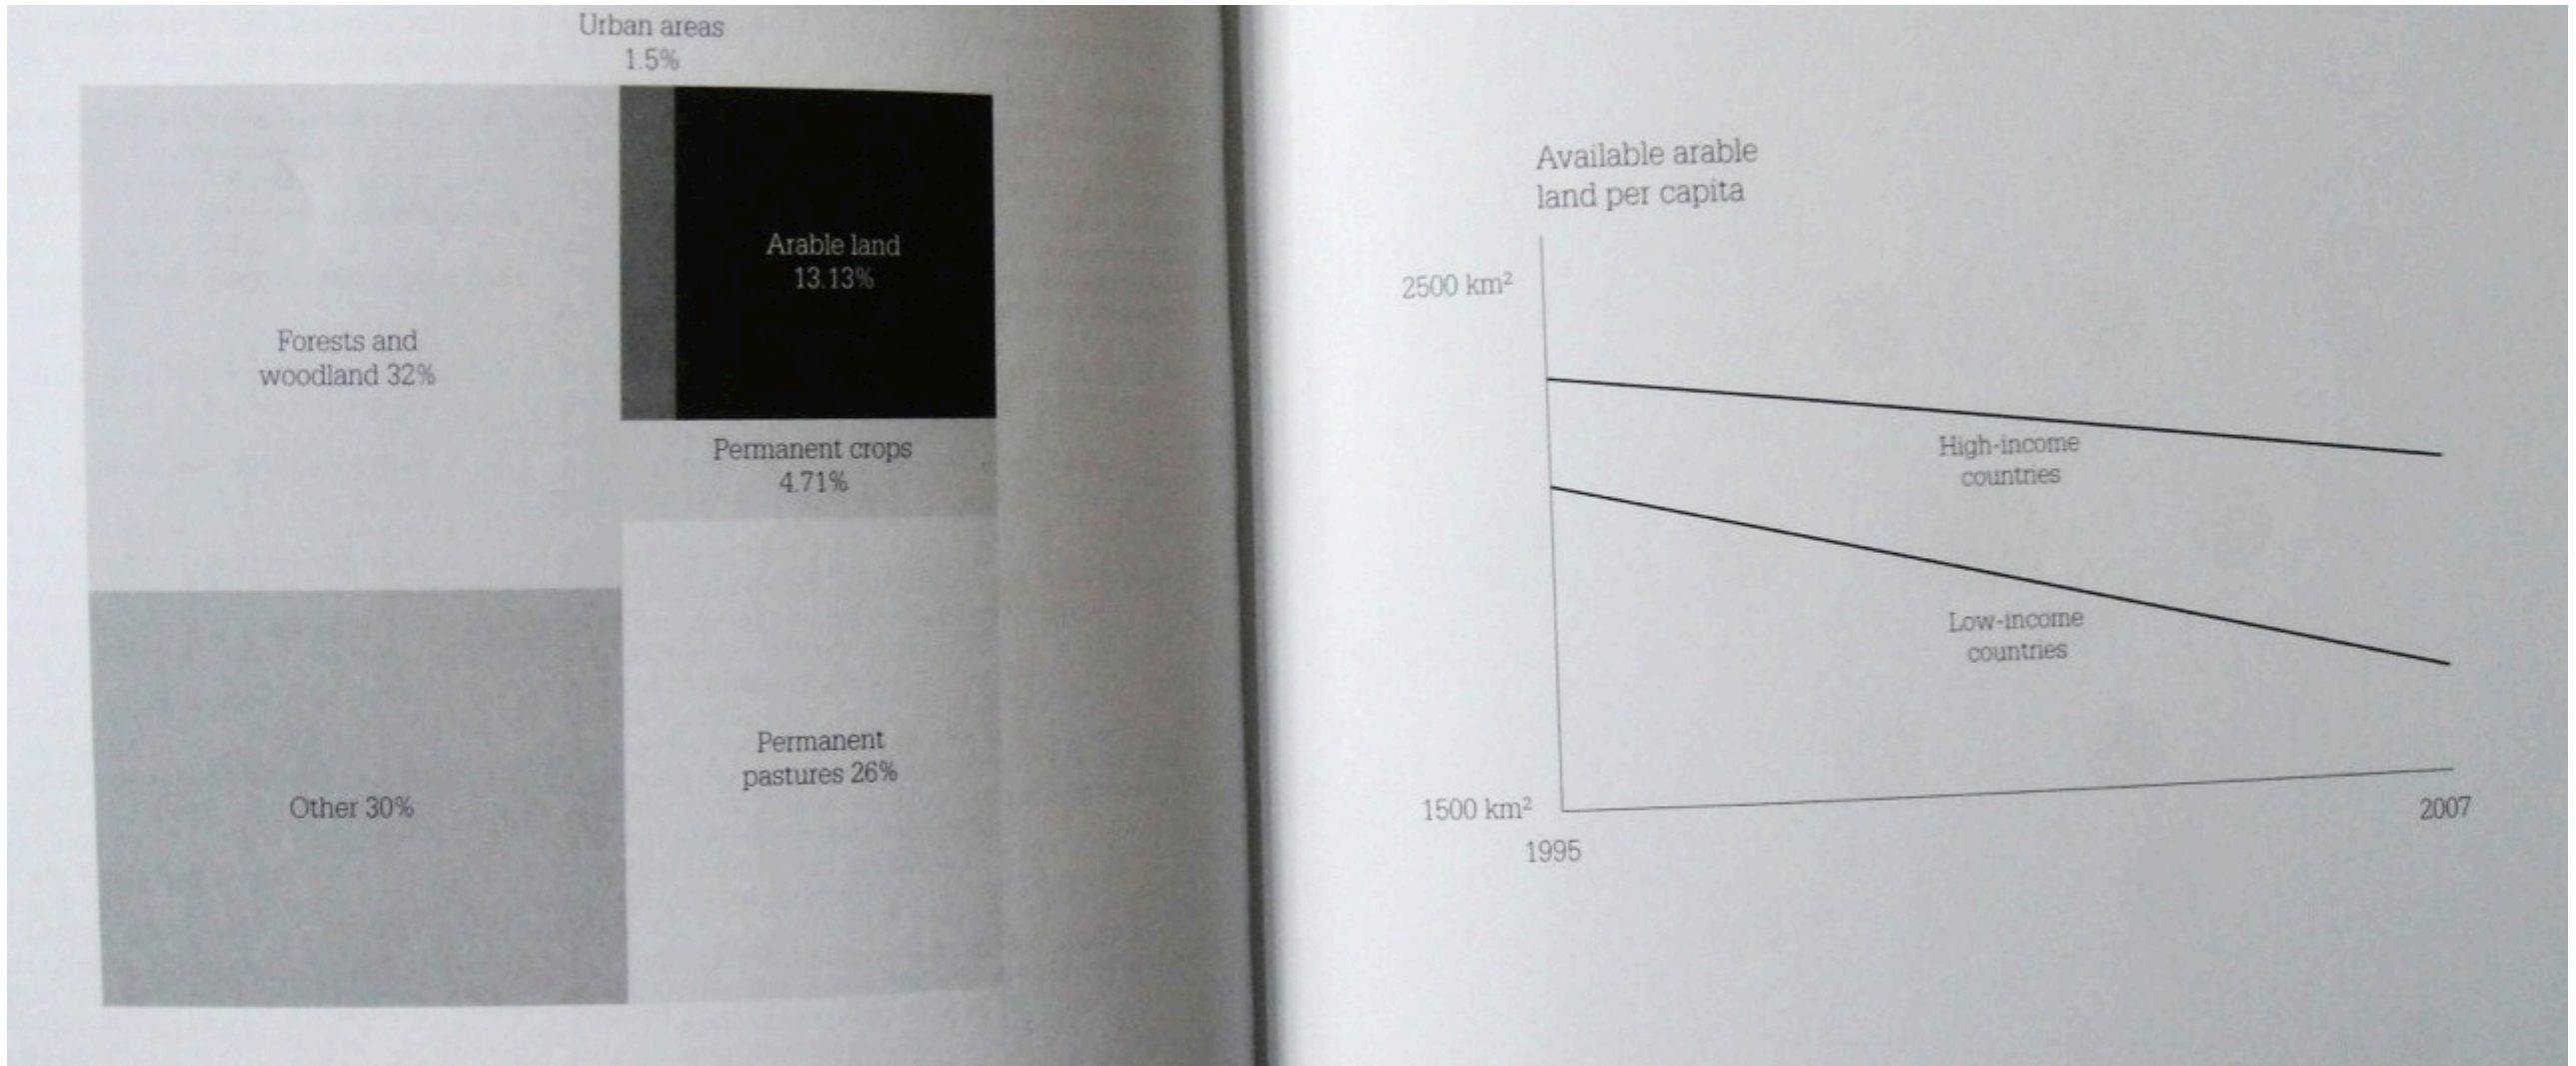 Urban areas
1.5%
Arable land
13.13%
Forests and
woodland 32%
Permanent crops
4.71%
Permanent
pastures 26%
Other 30%
Available arable
land per capita
2500 km²
High-income
countries
Low-income
countries
1500 km²
1995
2007